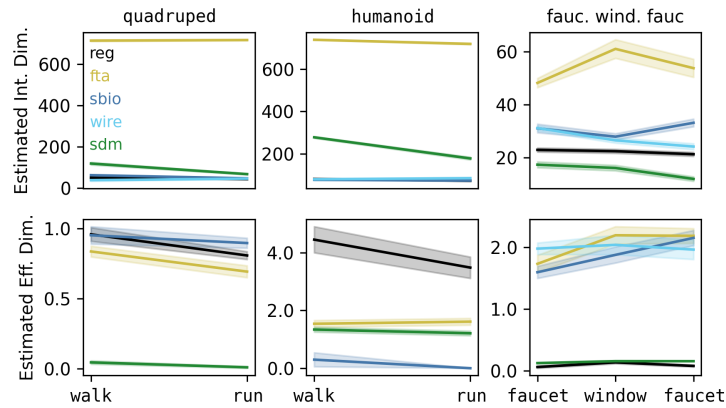 quadruped
humanoid
fauc. wind. fauc
Estimated Int. Dim.
600
400
200
0
reg
fta
sbio
wire
sdm
600
400
200
60
40
20
Estimated Eff. Dim.
1.0
0.5
0.0
4.0
2.0
0.0
2.0
1.0
0.0
walk
run
walk
run
faucet
window
faucet